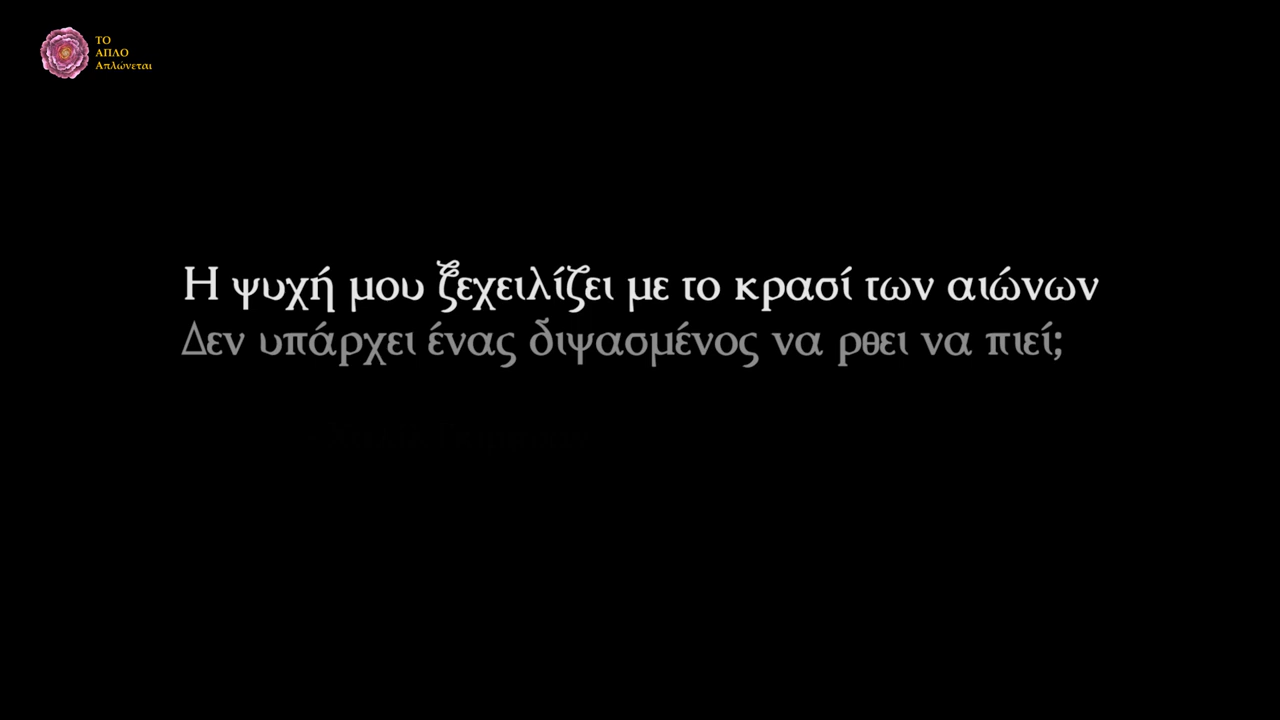 ΤΟ
ΑΠΛΟ
Απλώνεται
Η ψυχή μου ξεχειλίζει με το κρασί των αιώνων
Δεν υπάρχει ένας διψασμένος να ρθει να πιεί;